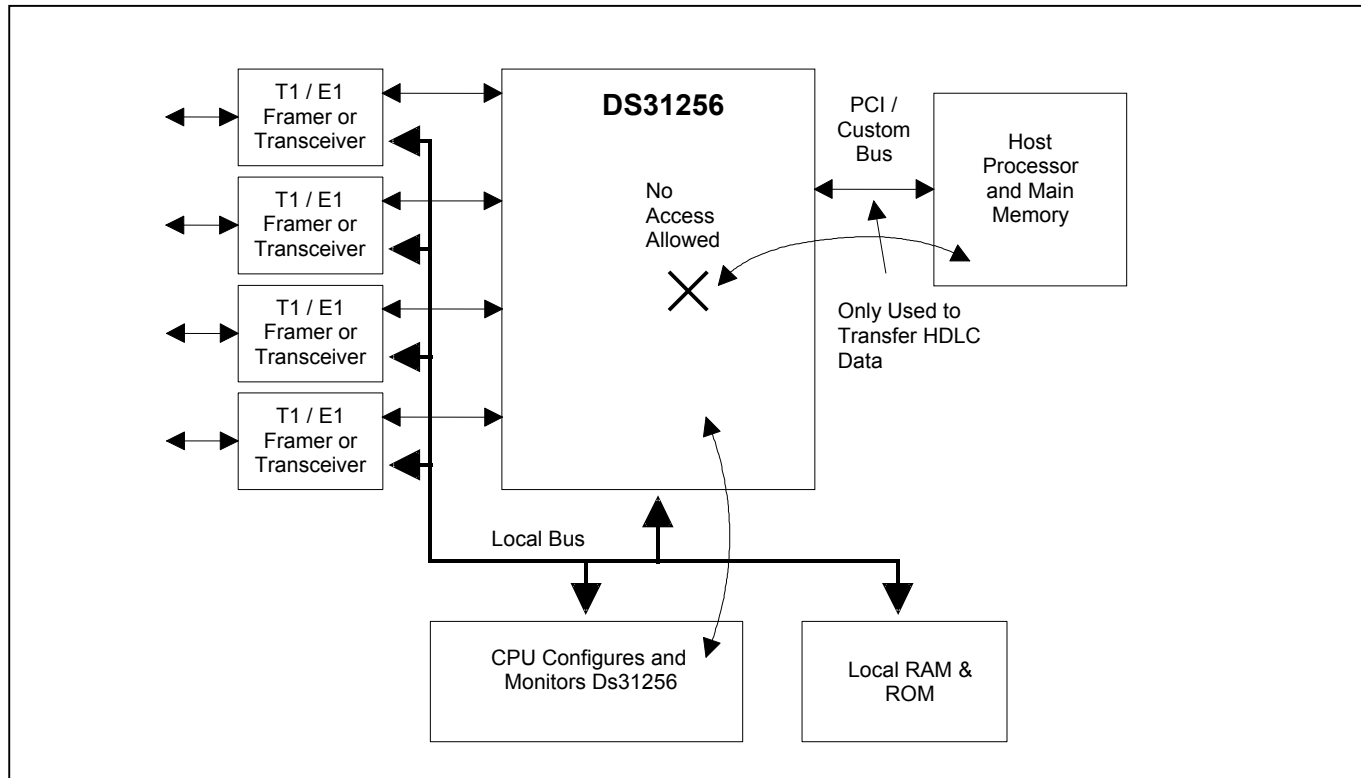 T1 / E1
Framer or
Transceiver
T1 / E1
Framer or
Transceiver
T1 / E1
Framer or
Transceiver
T1 / E1
Framer or
Transceiver
DS31256
No
Access
Allowed
PCI /
Custom
Bus
Host
Processor
and Main
Memory
Only Used to
Transfer HDLC
Data
Local Bus
CPU Configures and
Monitors Ds31256
Local RAM &
ROM